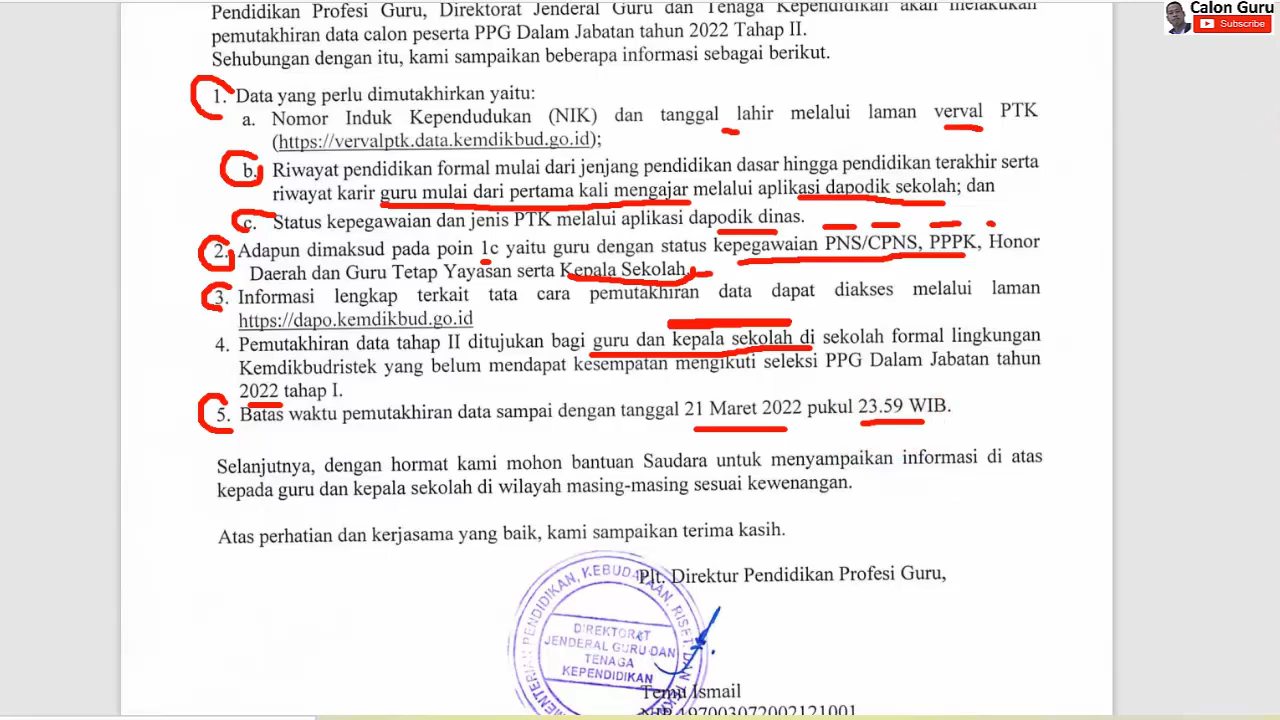 Calon Guru
Subscribe
Pendidikan Profesi Guru, Direktorat Jenderal Guru dan Tenaga Kependidikan akan melakukan
pemutakhiran data calon peserta PPG Dalam Jabatan tahun 2022 Tahap II.
Sehubungan dengan itu, kami sampaikan beberapa informasi sebagai berikut.
1. Data yang perlu dimutakhirkan yaitu:
a. Nomor Induk Kependudukan (NIK) dan tanggal lahir melalui laman verval PTK
(https://vervalptk.data.kemdikbud.go.id);
b. Riwayat pendidikan formal mulai dari jenjang pendidikan dasar hingga pendidikan terakhir serta
riwayat karir guru mulai dari pertama kali mengajar melalui aplikasi dapodik sekolah; dan
c. Status kepegawaian dan jenis PTK melalui aplikasi dapodik dinas.
2. Adapun dimaksud pada poin 1c yaitu guru dengan status kepegawaian PNS/CPNS, PPPK, Honor
Daerah dan Guru Tetap Yayasan serta Kepala Sekolah.
3. Informasi lengkap terkait tata cara pemutakhiran data dapat diakses melalui laman
https://dapo.kemdikbud.go.id
4. Pemutakhiran data tahap II ditujukan bagi guru dan kepala sekolah di sekolah formal lingkungan
Kemdikbudristek yang belum mendapat kesempatan mengikuti seleksi PPG Dalam Jabatan tahun
2022 tahap I.
5. Batas waktu pemutakhiran data sampai dengan tanggal 21 Maret 2022 pukul 23.59 WIB.
Selanjutnya, dengan hormat kami mohon bantuan Saudara untuk menyampaikan informasi di atas
kepada guru dan kepala sekolah di wilayah masing-masing sesuai kewenangan.
Atas perhatian dan kerjasama yang baik, kami sampaikan terima kasih.
Plt. Direktur Pendidikan Profesi Guru,
PENDIDIKAN, KEBUDAYAAN, RISET, DAN
DIREKTORAT
JENDERAL GURU DAN
TENAGA
KEPENDIDIKAN
Temu Ismail
NIP 197003072002121001